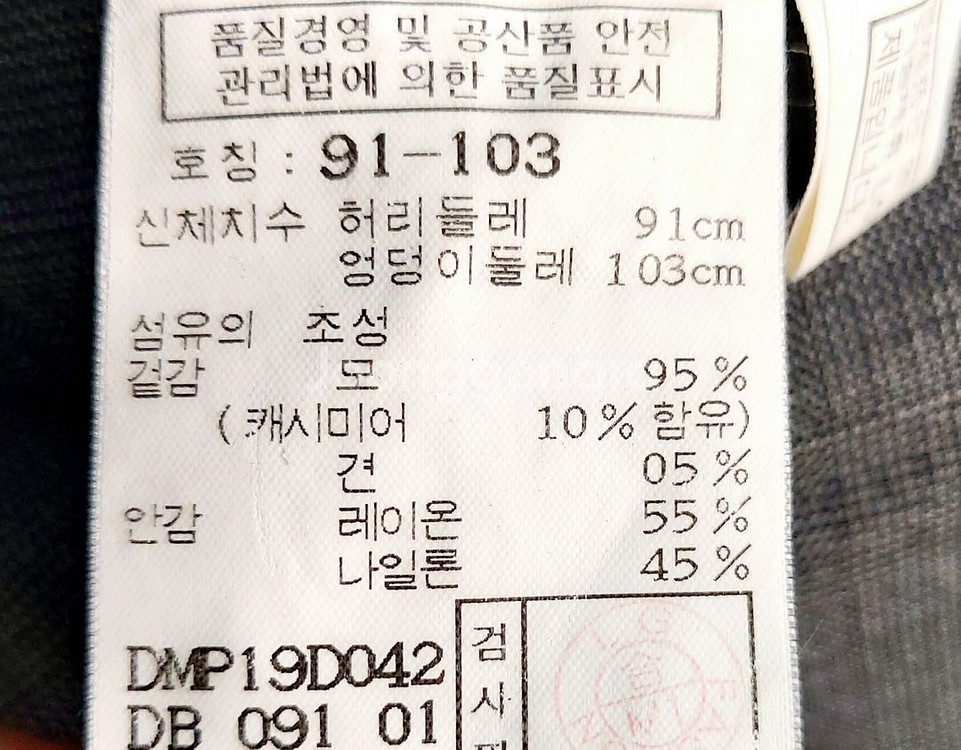 품질경영 및 공산품 안전
관리법에 의한 품질표시
호칭 : 91-103
신체치수 허리둘레 91cm
엉덩이둘레 103cm
섬유의 조성
겉감 모 95%
(캐시미어 10%함유)
견 05%
안감 레이온 55%
나일론 45%
DMP19D042
DB 091 01
검
사